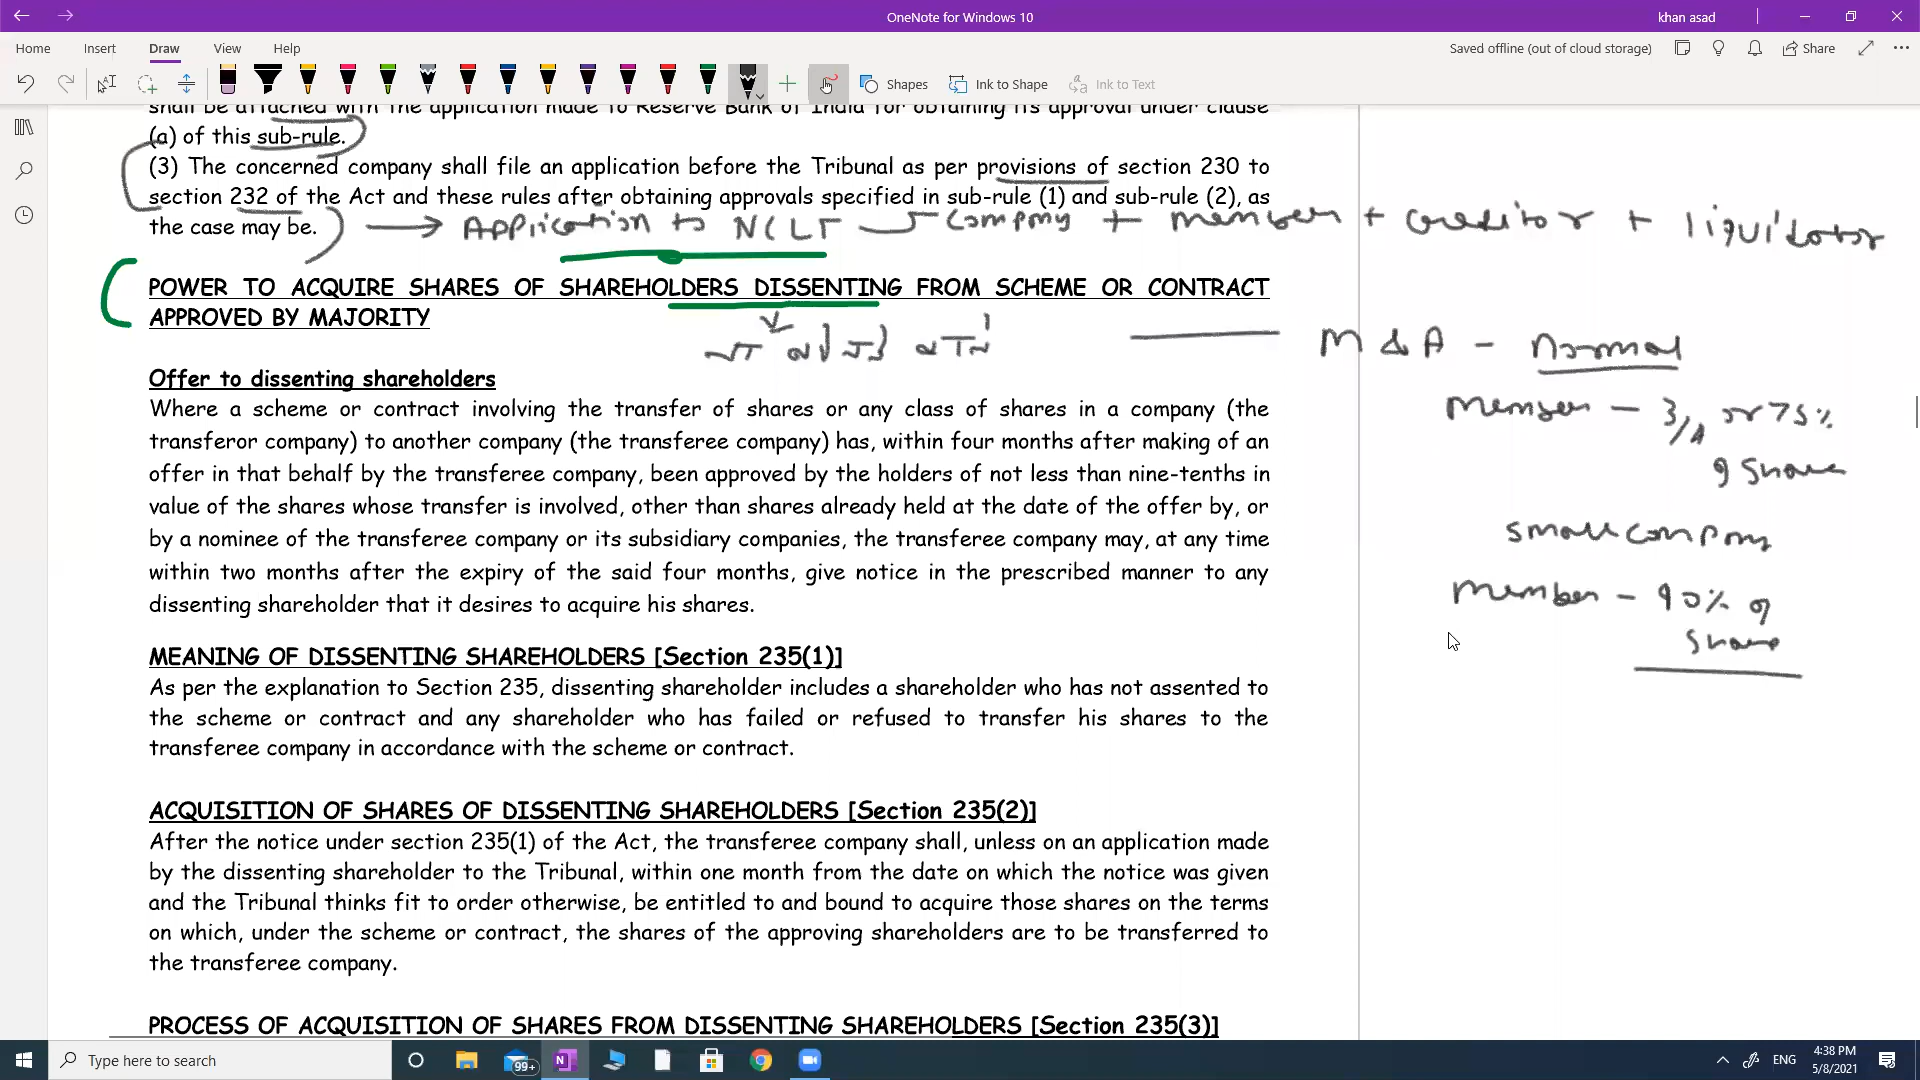 OneNote for Windows 10
khan asad
Home Insert Draw View Help
Saved offline (out of cloud storage) Share
Shapes Ink to Shape Ink to Text
shall be attached with the application made to Reserve Bank of India for obtaining its approval under clause
(a) of this sub-rule.
(3) The concerned company shall file an application before the Tribunal as per provisions of section 230 to
section 232 of the Act and these rules after obtaining approvals specified in sub-rule (1) and sub-rule (2), as
the case may be.
Application to NCLT Company + member + creditor + liquidator
POWER TO ACQUIRE SHARES OF SHAREHOLDERS DISSENTING FROM SCHEME OR CONTRACT
APPROVED BY MAJORITY
M & A - Normal
Offer to dissenting shareholders
Where a scheme or contract involving the transfer of shares or any class of shares in a company (the
transferor company) to another company (the transferee company) has, within four months after making of an
offer in that behalf by the transferee company, been approved by the holders of not less than nine-tenths in
value of the shares whose transfer is involved, other than shares already held at the date of the offer by, or
by a nominee of the transferee company or its subsidiary companies, the transferee company may, at any time
within two months after the expiry of the said four months, give notice in the prescribed manner to any
dissenting shareholder that it desires to acquire his shares.
member - 3/4 or 75%
of Share
small company
member - 90% of
Share
MEANING OF DISSENTING SHAREHOLDERS [Section 235(1)]
As per the explanation to Section 235, dissenting shareholder includes a shareholder who has not assented to
the scheme or contract and any shareholder who has failed or refused to transfer his shares to the
transferee company in accordance with the scheme or contract.
ACQUISITION OF SHARES OF DISSENTING SHAREHOLDERS [Section 235(2)]
After the notice under section 235(1) of the Act, the transferee company shall, unless on an application made
by the dissenting shareholder to the Tribunal, within one month from the date on which the notice was given
and the Tribunal thinks fit to order otherwise, be entitled to and bound to acquire those shares on the terms
on which, under the scheme or contract, the shares of the approving shareholders are to be transferred to
the transferee company.
PROCESS OF ACQUISITION OF SHARES FROM DISSENTING SHAREHOLDERS [Section 235(3)]
Type here to search
99+
ENG
4:38 PM
5/8/2021